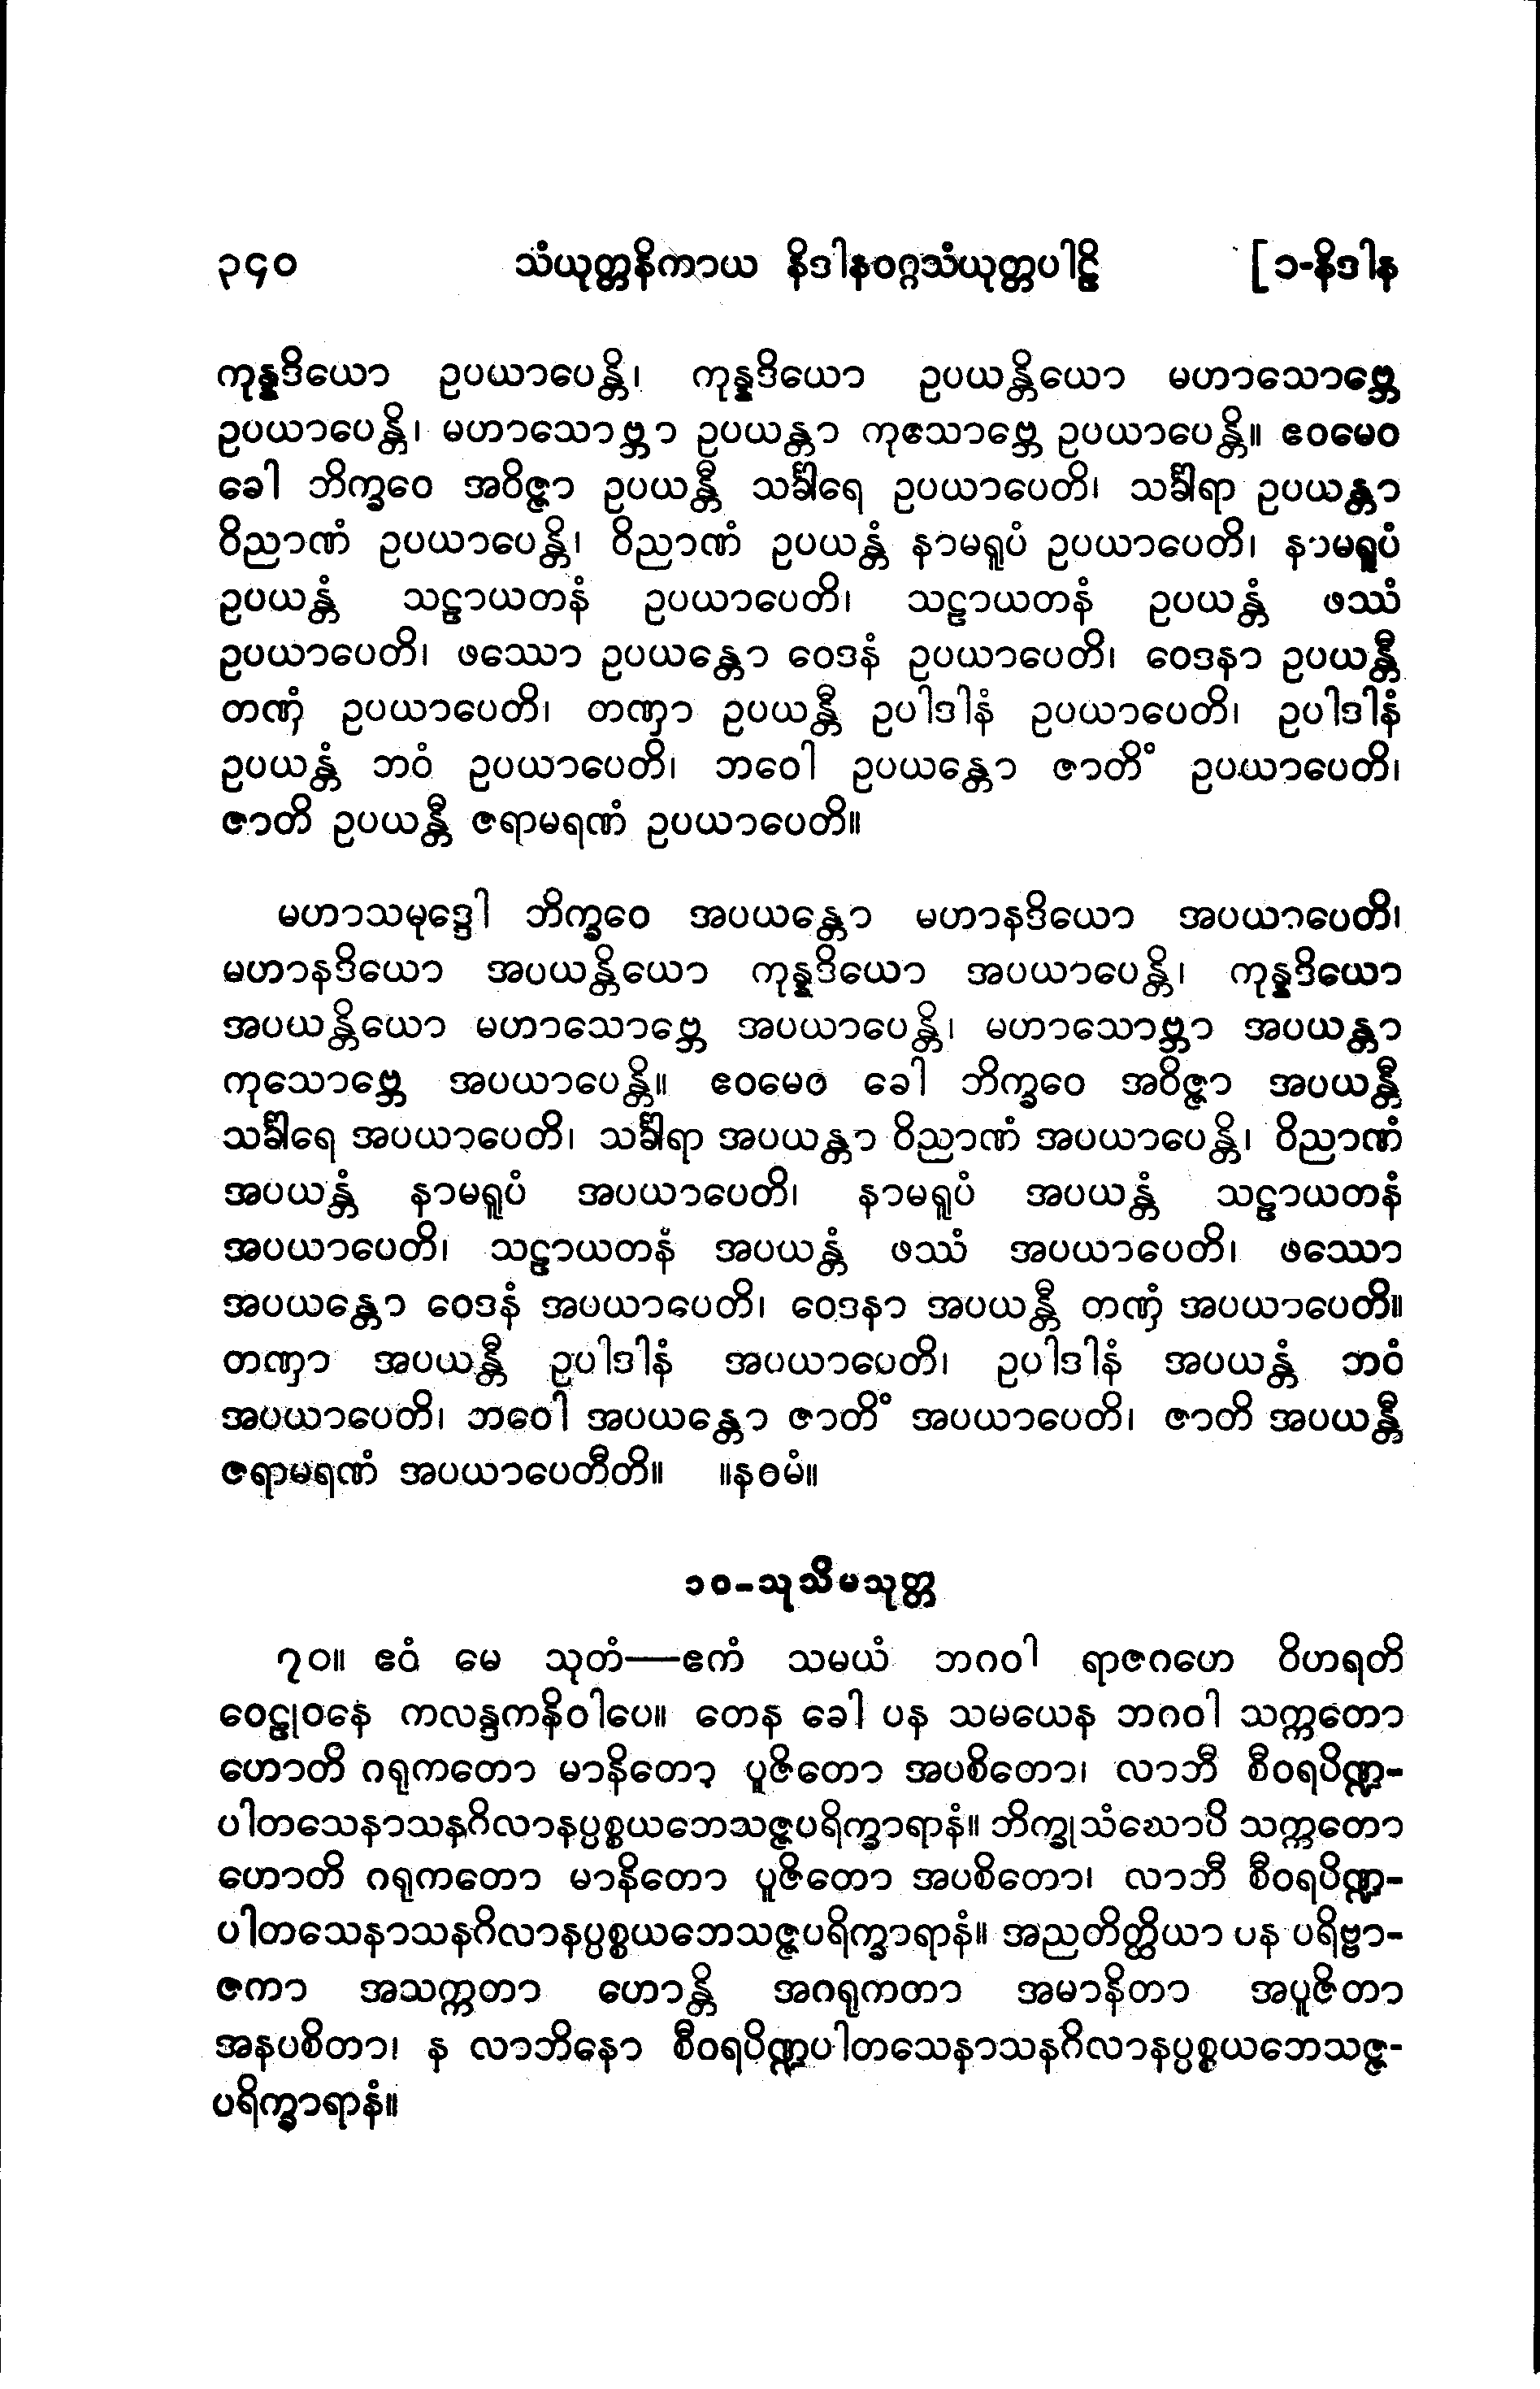 ၃၄၀ သံယုတ္တနိကာယ နိဒါနဝဂ္ဂသံယုတ္တပါဠိ [၁-နိဒါန
ကုန္နဒိယော ဥပယာပေန္တိ၊ ကုန္နဒိယော ဥပယန္တိယော မဟာသောဗ္ဘေ
ဥပယာပေန္တိ၊ မဟာသောဗ္ဘာ ဥပယန္တာ ကုသောဗ္ဘေ ဥပယာပေန္တိ။ ဧဝမေဝ
ခေါ ဘိက္ခဝေ အဝိဇ္ဇာ ဥပယန္တီ သင်္ခါရေ ဥပယာပေတိ၊ သင်္ခါရာ ဥပယန္တာ
ဝိညာဏံ ဥပယာပေန္တိ၊ ဝိညာဏံ ဥပယန္တံ နာမရူပံ ဥပယာပေတိ၊ နာမရူပံ
ဥပယန္တံ သဠာယတနံ ဥပယာပေတိ၊ သဠာယတနံ ဥပယန္တံ ဖဿံ
ဥပယာပေတိ၊ ဖဿော ဥပယန္တော ဝေဒနံ ဥပယာပေတိ၊ ဝေဒနာ ဥပယန္တီ
တဏှံ ဥပယာပေတိ၊ တဏှာ ဥပယန္တီ ဥပါဒါနံ ဥပယာပေတိ၊ ဥပါဒါနံ
ဥပယန္တံ ဘဝံ ဥပယာပေတိ၊ ဘဝေါ ဥပယန္တော ဇာတိံ ဥပယာပေတိ၊
ဇာတိ ဥပယန္တီ ဇရာမရဏံ ဥပယာပေတိ။
မဟာသမုဒ္ဒေါ ဘိက္ခဝေ အပယန္တော မဟာနဒိယော အပယာပေတိ၊
မဟာနဒိယော အပယန္တိယော ကုန္နဒိယော အပယာပေန္တိ၊ ကုန္နဒိယော
အပယန္တိယော မဟာသောဗ္ဘေ အပယာပေန္တိ၊ မဟာသောဗ္ဘာ အပယန္တာ
ကုသောဗ္ဘေ အပယာပေန္တိ။ ဧဝမေဝ ခေါ ဘိက္ခဝေ အဝိဇ္ဇာ အပယန္တီ
သင်္ခါရေ အပယာပေတိ၊ သင်္ခါရာ အပယန္တာ ဝိညာဏံ အပယာပေန္တိ၊ ဝိညာဏံ
အပယန္တံ နာမရူပံ အပယာပေတိ၊ နာမရူပံ အပယန္တံ သဠာယတနံ
အပယာပေတိ၊ သဠာယတနံ အပယန္တံ ဖဿံ အပယာပေတိ၊ ဖဿော
အပယန္တော ဝေဒနံ အပယာပေတိ၊ ဝေဒနာ အပယန္တီ တဏှံ အပယာပေတိ။
တဏှာ အပယန္တီ ဥပါဒါနံ အပယာပေတိ၊ ဥပါဒါနံ အပယန္တံ ဘဝံ
အပယာပေတိ၊ ဘဝေါ အပယန္တော ဇာတိံ အပယာပေတိ၊ ဇာတိ အပယန္တီ
ဇရာမရဏံ အပယာပေတီတိ။ ။နဝမံ။
၁၀-သုသိမသုတ္တ
၇၀။ ဧဝံ မေ သုတံ—ဧကံ သမယံ ဘဂဝါ ရာဇဂဟေ ဝိဟရတိ
ဝေဠုဝနေ ကလန္ဒကနိဝါပေ။ တေန ခေါ ပန သမယေန ဘဂဝါ သက္ကတော
ဟောတိ ဂရုကတော မာနိတော ပူဇိတော အပစိတော၊ လာဘီ စီဝရပိဏ္ဍ-
ပါတသေနာသနဂိလာနပ္ပစ္စယဘေသဇ္ဇပရိက္ခာရာနံ။ ဘိက္ခုသံဃောပိ သက္ကတော
ဟောတိ ဂရုကတော မာနိတော ပူဇိတော အပစိတော၊ လာဘီ စီဝရပိဏ္ဍ-
ပါတသေနာသနဂိလာနပ္ပစ္စယဘေသဇ္ဇပရိက္ခာရာနံ။ အညတိတ္ထိယာ ပန ပရိဗ္ဗာ-
ဇကာ အသက္ကတာ ဟောန္တိ အဂရုကတာ အမာနိတာ အပူဇိတာ
အနပစိတာ၊ န လာဘိနော စီဝရပိဏ္ဍပါတသေနာသနဂိလာနပ္ပစ္စယဘေသဇ္ဇ-
ပရိက္ခာရာနံ။